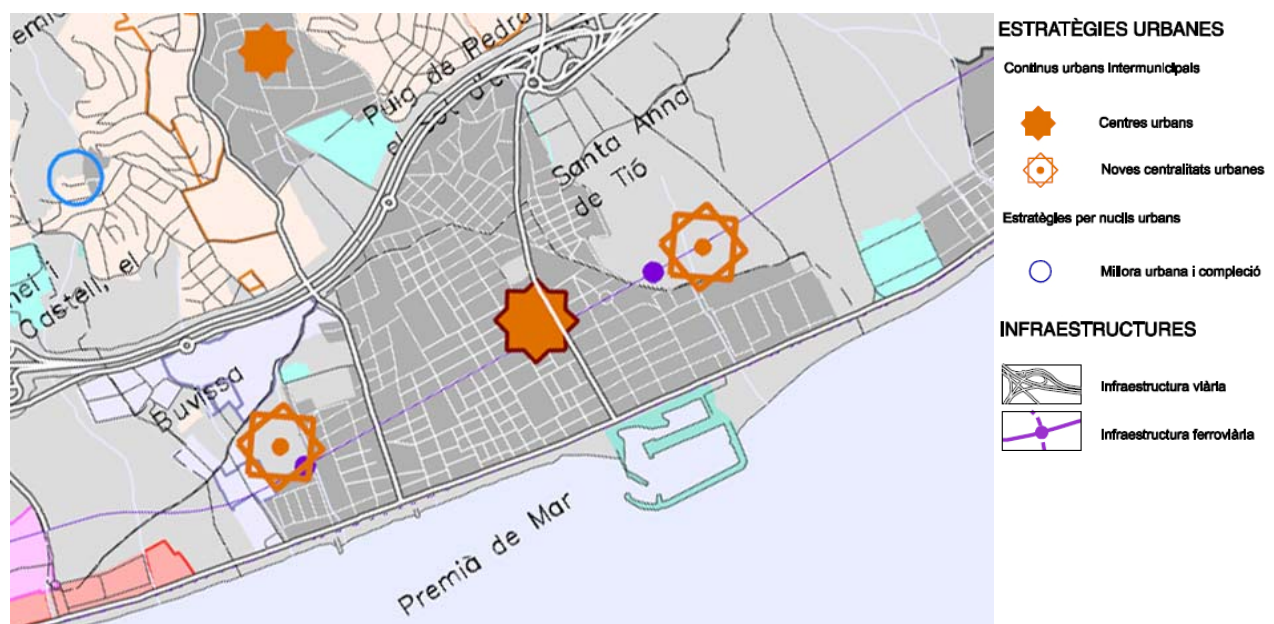 Puig de Pedra
Santa Anna
de Tió
Castell, el
Buvissa
Premià de Mar
ESTRATÈGIES URBANES
Continus urbans Intermunicipals
Centres urbans
Noves centralitats urbanes
Estratègies per nuclis urbans
Millora urbana i compleció
INFRAESTRUCTURES
Infraestructura viària
Infraestructura ferroviària